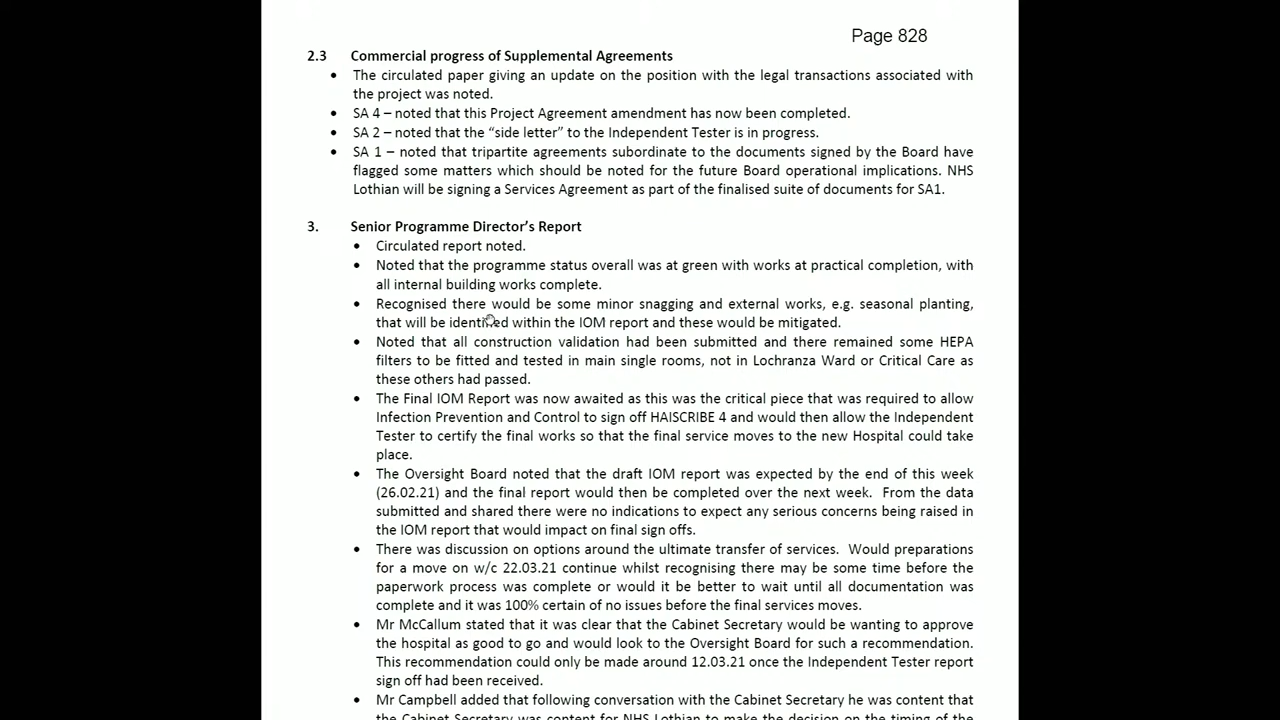 Page 828
2.3 Commercial progress of Supplemental Agreements
• The circulated paper giving an update on the position with the legal transactions associated with
the project was noted.
• SA 4 – noted that this Project Agreement amendment has now been completed.
• SA 2 – noted that the “side letter” to the Independent Tester is in progress.
• SA 1 – noted that tripartite agreements subordinate to the documents signed by the Board have
flagged some matters which should be noted for the future Board operational implications. NHS
Lothian will be signing a Services Agreement as part of the finalised suite of documents for SA1.
3. Senior Programme Director’s Report
• Circulated report noted.
• Noted that the programme status overall was at green with works at practical completion, with
all internal building works complete.
• Recognised there would be some minor snagging and external works, e.g. seasonal planting,
that will be identified within the IOM report and these would be mitigated.
• Noted that all construction validation had been submitted and there remained some HEPA
filters to be fitted and tested in main single rooms, not in Lochranza Ward or Critical Care as
these others had passed.
• The Final IOM Report was now awaited as this was the critical piece that was required to allow
Infection Prevention and Control to sign off HAISCRIBE 4 and would then allow the Independent
Tester to certify the final works so that the final service moves to the new Hospital could take
place.
• The Oversight Board noted that the draft IOM report was expected by the end of this week
(26.02.21) and the final report would then be completed over the next week. From the data
submitted and shared there were no indications to expect any serious concerns being raised in
the IOM report that would impact on final sign offs.
• There was discussion on options around the ultimate transfer of services. Would preparations
for a move on w/c 22.03.21 continue whilst recognising there may be some time before the
paperwork process was complete or would it be better to wait until all documentation was
complete and it was 100% certain of no issues before the final services moves.
• Mr McCallum stated that it was clear that the Cabinet Secretary would be wanting to approve
the hospital as good to go and would look to the Oversight Board for such a recommendation.
This recommendation could only be made around 12.03.21 once the Independent Tester report
sign off had been received.
• Mr Campbell added that following conversation with the Cabinet Secretary he was content that
the Cabinet Secretary was content for NHS Lothian to make the decision on the timing of the